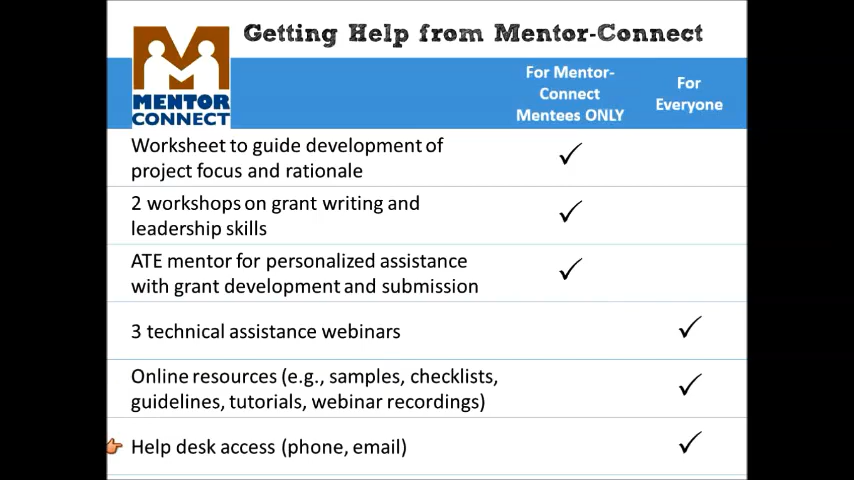 Getting Help from Mentor-Connect
MENTOR
CONNECT
For Mentor-
Connect
Mentees ONLY
For
Everyone
Worksheet to guide development of
project focus and rationale
✓
2 workshops on grant writing and
leadership skills
✓
ATE mentor for personalized assistance
with grant development and submission
✓
3 technical assistance webinars
✓
Online resources (e.g., samples, checklists,
guidelines, tutorials, webinar recordings)
✓
Help desk access (phone, email)
✓